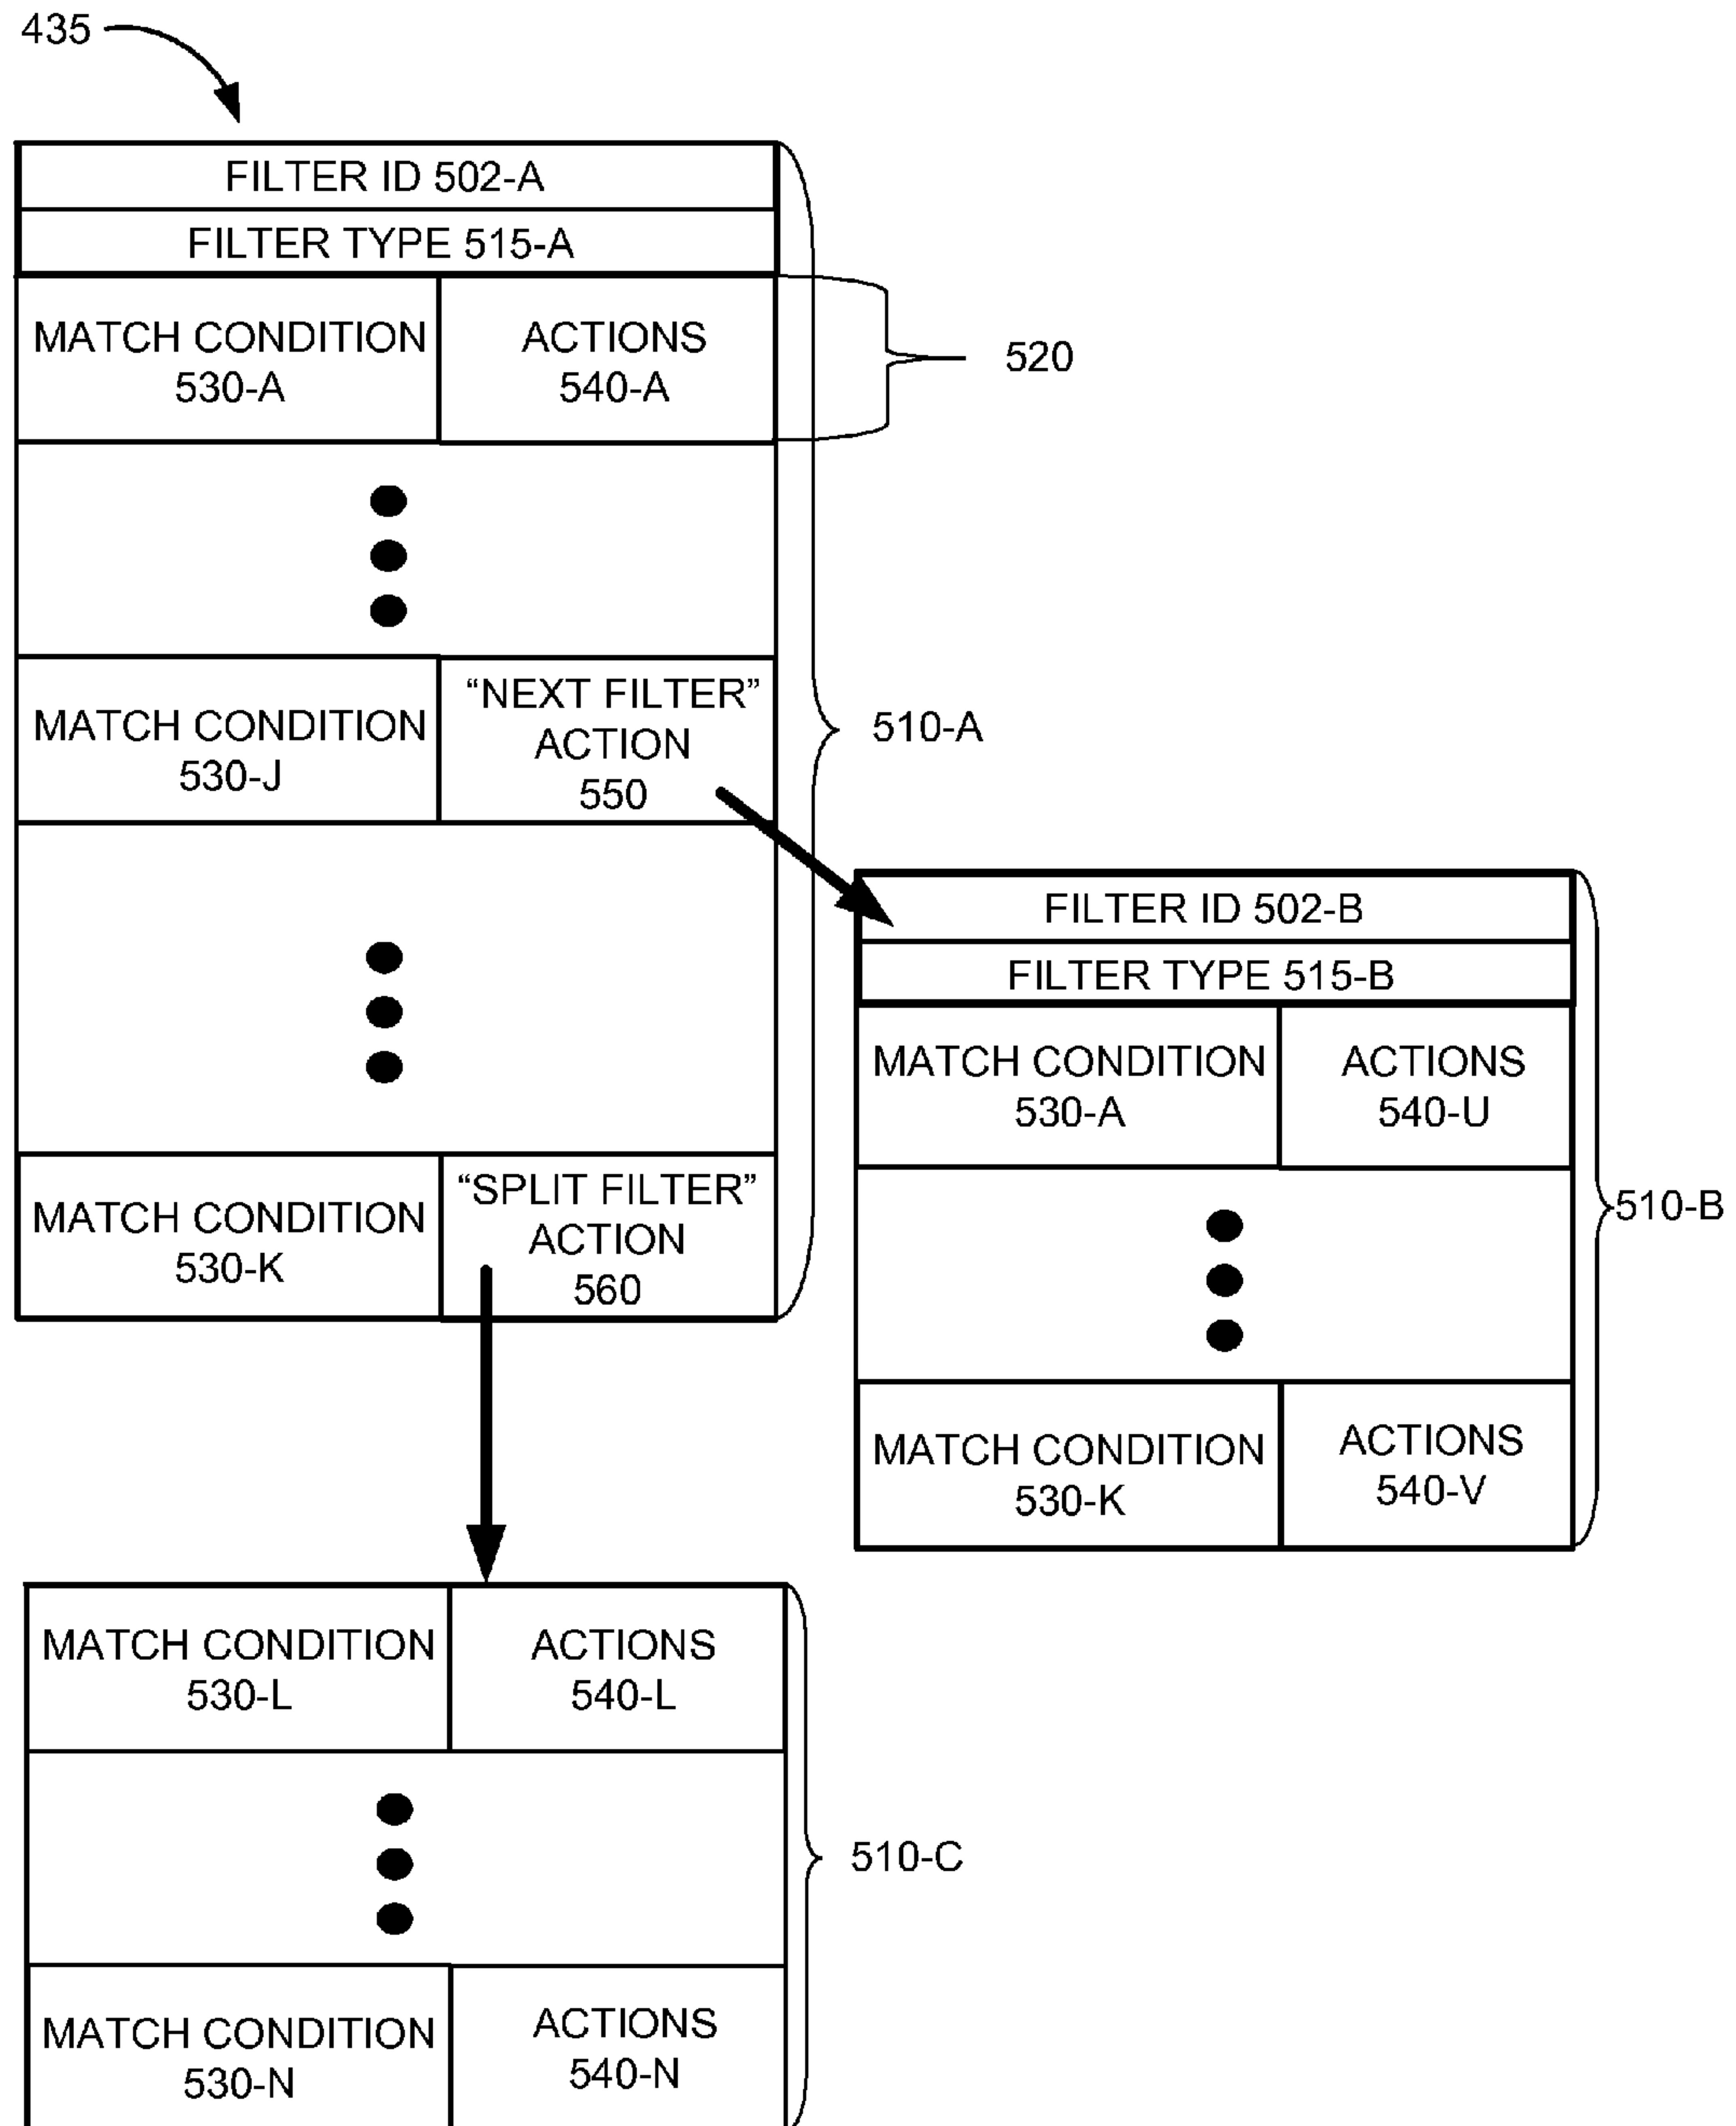 435
FILTER ID 502-A
FILTER TYPE 515-A
MATCH CONDITION
530-A
ACTIONS
540-A
520
MATCH CONDITION
530-J
“NEXT FILTER”
ACTION
550
510-A
FILTER ID 502-B
FILTER TYPE 515-B
MATCH CONDITION
530-A
ACTIONS
540-U
MATCH CONDITION
530-K
“SPLIT FILTER”
ACTION
560
510-B
MATCH CONDITION
530-K
ACTIONS
540-V
MATCH CONDITION
530-L
ACTIONS
540-L
510-C
MATCH CONDITION
530-N
ACTIONS
540-N